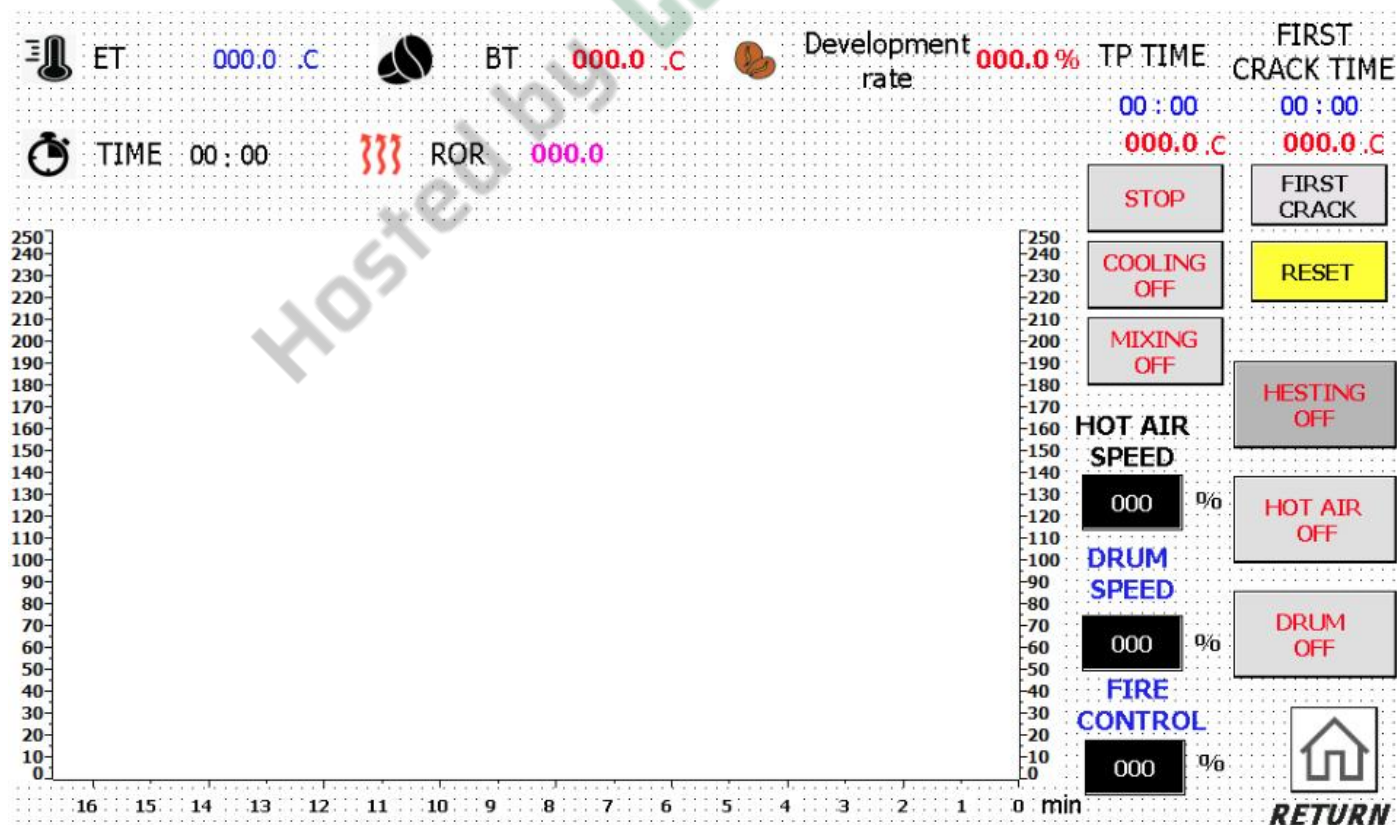 ET 000.0 .C
BT 000.0 .C
Development
rate
000.0 %
TP TIME
00 : 00
000.0 .C
FIRST
CRACK TIME
00 : 00
000.0 .C
TIME 00 : 00
ROR 000.0
STOP
FIRST
CRACK
COOLING
OFF
RESET
MIXING
OFF
HESTING
OFF
HOT AIR
SPEED
000 %
HOT AIR
OFF
DRUM
SPEED
000 %
DRUM
OFF
FIRE
CONTROL
000 %
RETURN
250
240
230
220
210
200
190
180
170
160
150
140
130
120
110
100
90
80
70
60
50
40
30
20
10
0
250
240
230
220
210
200
190
180
170
160
150
140
130
120
110
100
90
80
70
60
50
40
30
20
10
0
16 15 14 13 12 11 10 9 8 7 6 5 4 3 2 1 0 min
Hosted by